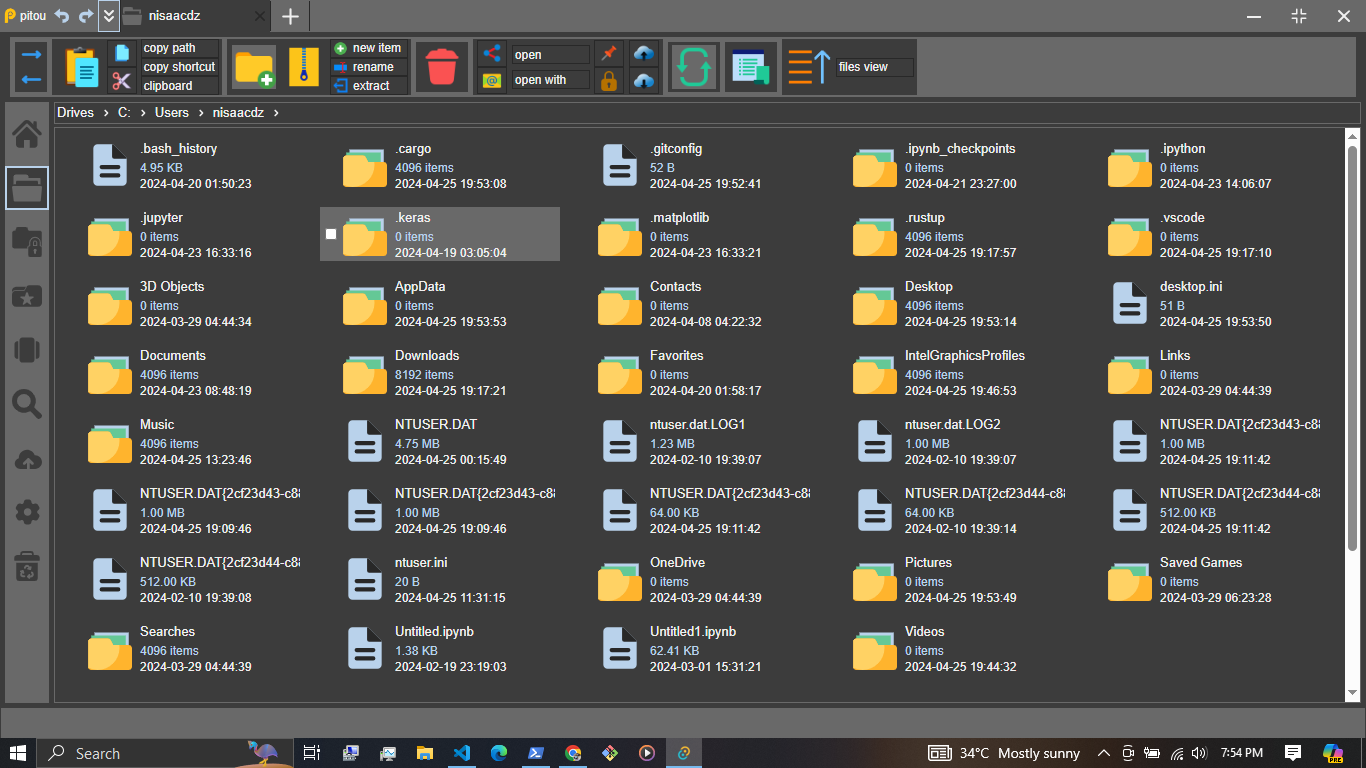 pitou
nisaacdz
copy path
copy shortcut
clipboard
new item
rename
extract
open
open with
files view
Drives > C: > Users > nisaacdz >
.bash_history
4.95 KB
2024-04-20 01:50:23
.cargo
4096 items
2024-04-25 19:53:08
.gitconfig
52 B
2024-04-25 19:52:41
.ipynb_checkpoints
0 items
2024-04-21 23:27:00
.ipython
0 items
2024-04-23 14:06:07
.jupyter
0 items
2024-04-23 16:33:16
.keras
0 items
2024-04-19 03:05:04
.matplotlib
0 items
2024-04-23 16:33:21
.rustup
4096 items
2024-04-25 19:17:57
.vscode
0 items
2024-04-25 19:17:10
3D Objects
0 items
2024-03-29 04:44:34
AppData
0 items
2024-04-25 19:53:53
Contacts
0 items
2024-04-08 04:22:32
Desktop
4096 items
2024-04-25 19:53:14
desktop.ini
51 B
2024-04-25 19:53:50
Documents
4096 items
2024-04-23 08:48:19
Downloads
8192 items
2024-04-25 19:17:21
Favorites
0 items
2024-04-20 01:58:17
IntelGraphicsProfiles
4096 items
2024-04-25 19:46:53
Links
0 items
2024-03-29 04:44:39
Music
4096 items
2024-04-25 13:23:46
NTUSER.DAT
4.75 MB
2024-04-25 00:15:49
ntuser.dat.LOG1
1.23 MB
2024-02-10 19:39:07
ntuser.dat.LOG2
1.00 MB
2024-02-10 19:39:07
NTUSER.DAT{2cf23d43-c88
1.00 MB
2024-04-25 19:11:42
NTUSER.DAT{2cf23d43-c88
1.00 MB
2024-04-25 19:09:46
NTUSER.DAT{2cf23d43-c88
1.00 MB
2024-04-25 19:09:46
NTUSER.DAT{2cf23d43-c88
64.00 KB
2024-04-25 19:11:42
NTUSER.DAT{2cf23d44-c88
64.00 KB
2024-02-10 19:39:14
NTUSER.DAT{2cf23d44-c88
512.00 KB
2024-04-25 19:11:42
NTUSER.DAT{2cf23d44-c88
512.00 KB
2024-02-10 19:39:08
ntuser.ini
20 B
2024-04-25 11:31:15
OneDrive
0 items
2024-03-29 04:44:39
Pictures
0 items
2024-04-25 19:53:49
Saved Games
0 items
2024-03-29 06:23:28
Searches
4096 items
2024-03-29 04:44:39
Untitled.ipynb
1.38 KB
2024-02-19 23:19:03
Untitled1.ipynb
62.41 KB
2024-03-01 15:31:21
Videos
0 items
2024-04-25 19:44:32
Search
34°C Mostly sunny
7:54 PM
PRE